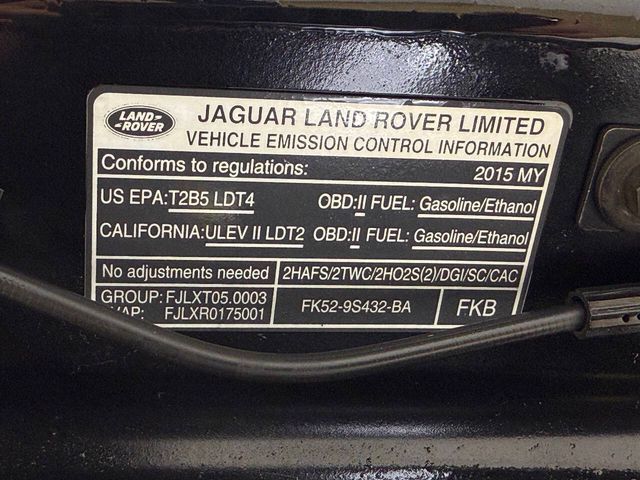 LAND ROVER
JAGUAR LAND ROVER LIMITED
VEHICLE EMISSION CONTROL INFORMATION
Conforms to regulations: 2015 MY
US EPA:T2B5 LDT4 OBD:II FUEL: Gasoline/Ethanol
CALIFORNIA:ULEV II LDT2 OBD:II FUEL: Gasoline/Ethanol
No adjustments needed 2HAFS/2TWC/2HO2S(2)/DGI/SC/CAC
GROUP: FJLXT05.0003 FK52-9S432-BA FKB
FJLXR0175001